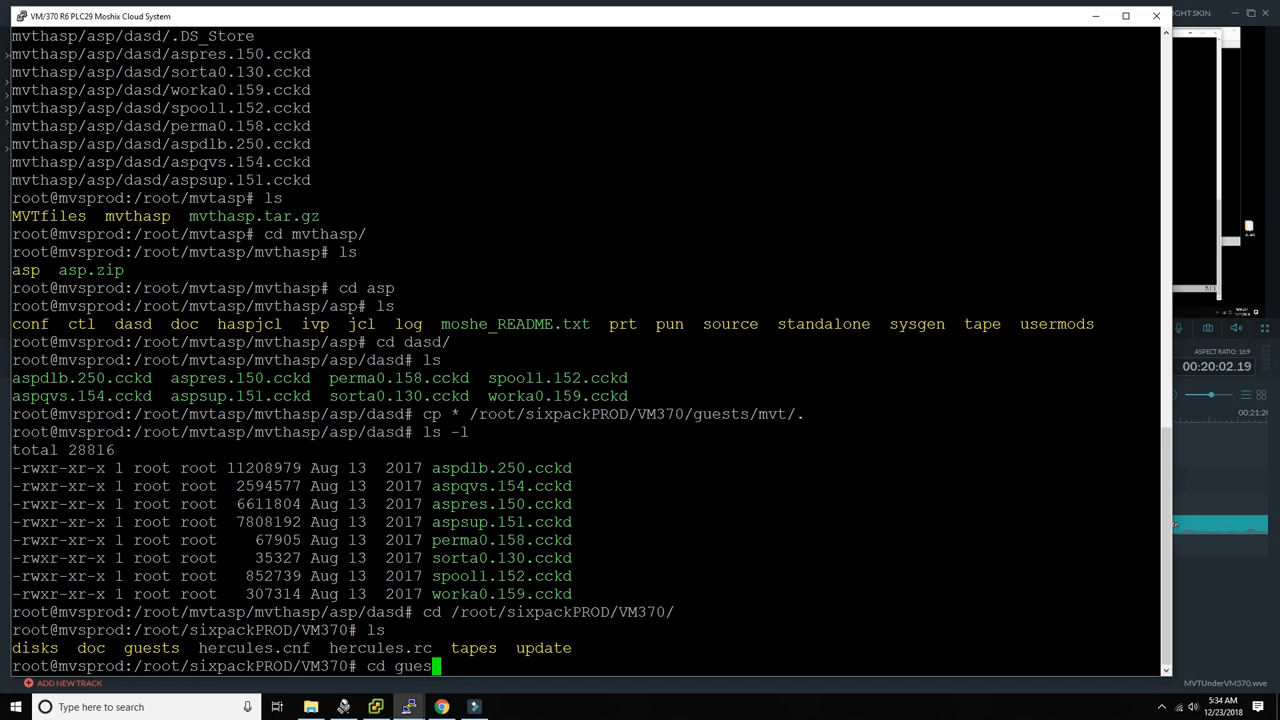 VM/370 R6 PLC29 Moshix Cloud System
IGHT SKIN
mvthasp/asp/dasd/.DS_Store
mvthasp/asp/dasd/aspres.150.cckd
mvthasp/asp/dasd/sorta0.130.cckd
mvthasp/asp/dasd/worka0.159.cckd
mvthasp/asp/dasd/spool1.152.cckd
mvthasp/asp/dasd/perma0.158.cckd
mvthasp/asp/dasd/aspdlb.250.cckd
mvthasp/asp/dasd/aspqvs.154.cckd
mvthasp/asp/dasd/aspsup.151.cckd
root@mvsprod:/root/mvtasp# ls
MVTfiles mvthasp mvthasp.tar.gz
root@mvsprod:/root/mvtasp# cd mvthasp/
root@mvsprod:/root/mvtasp/mvthasp# ls
asp asp.zip
root@mvsprod:/root/mvtasp/mvthasp# cd asp
root@mvsprod:/root/mvtasp/mvthasp/asp# ls
conf ctl dasd doc haspjcl ivp jcl log moshe_README.txt prt pun source standalone sysgen tape usermods
root@mvsprod:/root/mvtasp/mvthasp/asp# cd dasd/
root@mvsprod:/root/mvtasp/mvthasp/asp/dasd# ls
aspdlb.250.cckd aspres.150.cckd perma0.158.cckd spool1.152.cckd
aspqvs.154.cckd aspsup.151.cckd sorta0.130.cckd worka0.159.cckd
root@mvsprod:/root/mvtasp/mvthasp/asp/dasd# cp * /root/sixpackPROD/VM370/guests/mvt/.
root@mvsprod:/root/mvtasp/mvthasp/asp/dasd# ls -l
total 28816
-rwxr-xr-x 1 root root 11208979 Aug 13 2017 aspdlb.250.cckd
-rwxr-xr-x 1 root root 2594577 Aug 13 2017 aspqvs.154.cckd
-rwxr-xr-x 1 root root 6611804 Aug 13 2017 aspres.150.cckd
-rwxr-xr-x 1 root root 7808192 Aug 13 2017 aspsup.151.cckd
-rwxr-xr-x 1 root root 67905 Aug 13 2017 perma0.158.cckd
-rwxr-xr-x 1 root root 35327 Aug 13 2017 sorta0.130.cckd
-rwxr-xr-x 1 root root 852739 Aug 13 2017 spool1.152.cckd
-rwxr-xr-x 1 root root 307314 Aug 13 2017 worka0.159.cckd
root@mvsprod:/root/mvtasp/mvthasp/asp/dasd# cd /root/sixpackPROD/VM370/
root@mvsprod:/root/sixpackPROD/VM370# ls
disks doc guests hercules.cnf hercules.rc tapes update
root@mvsprod:/root/sixpackPROD/VM370# cd gues
ASPECT RATIO: 16:9
00:20:02.19
00:21:20
ADD NEW TRACK
MVTUnderVM370.wve
Type here to search
5:34 AM
12/23/2018